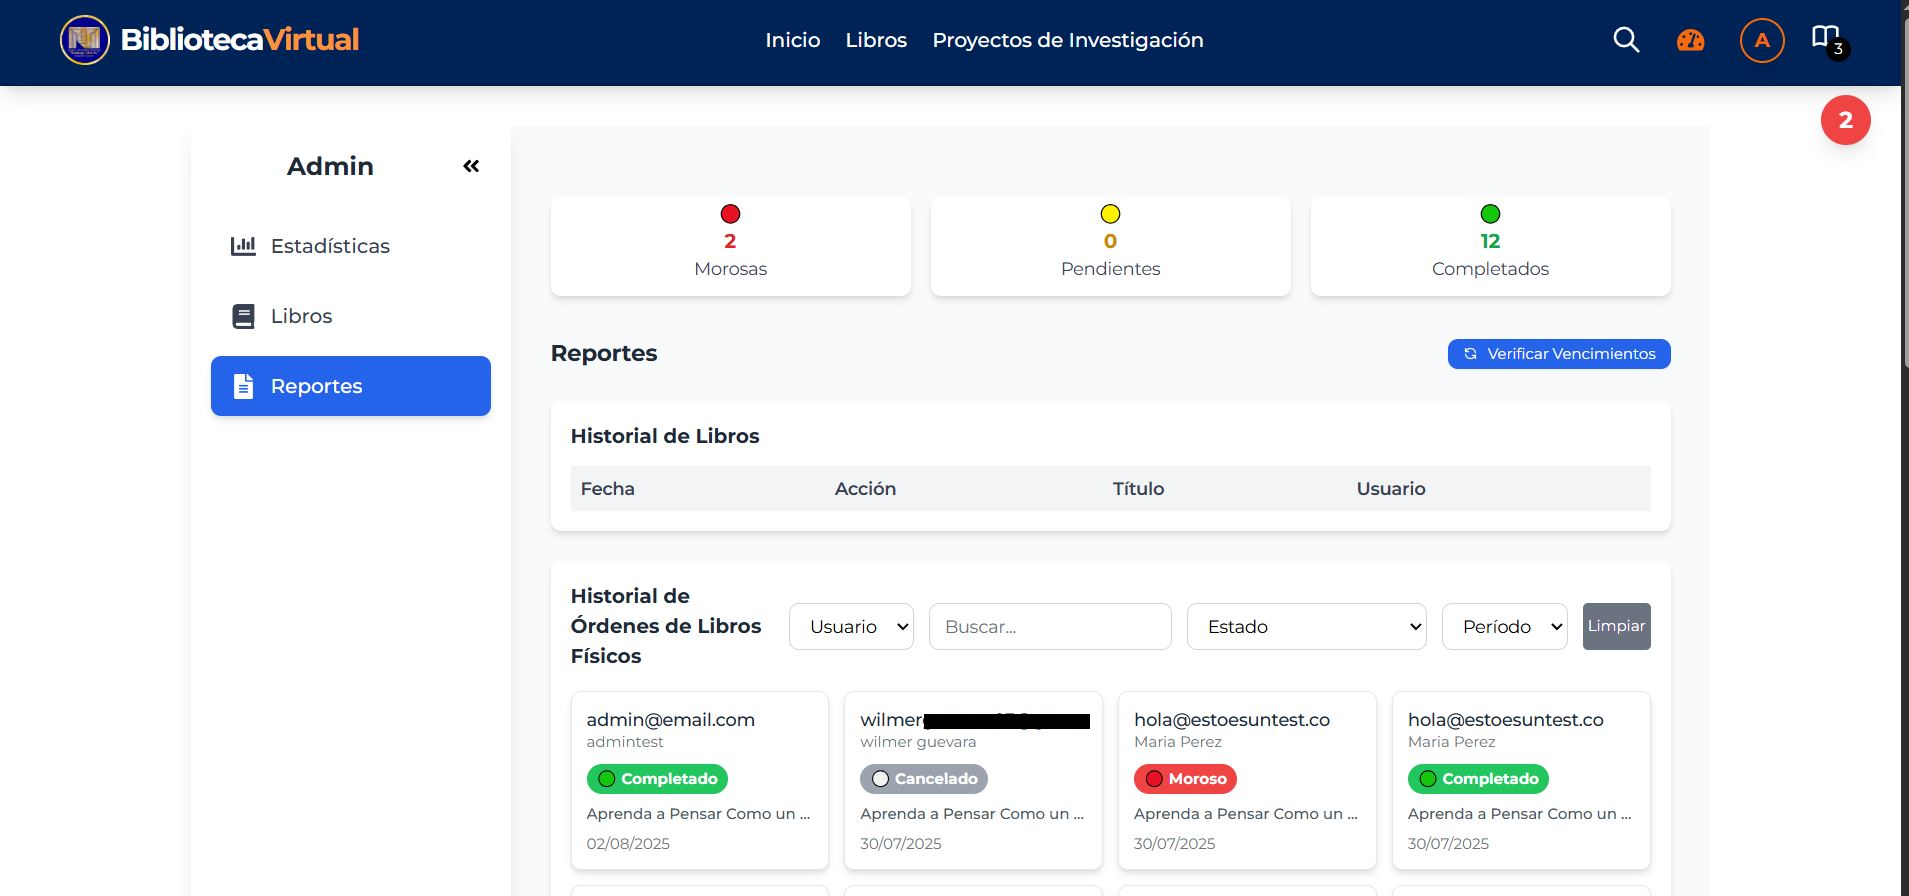 BibliotecaVirtual
Inicio Libros Proyectos de Investigación
A
3
2
Admin
Estadísticas
Libros
Reportes
2
Morosas
0
Pendientes
12
Completados
Reportes
Verificar Vencimientos
Historial de Libros
Fecha Acción Título Usuario
Historial de
Órdenes de Libros
Físicos
Usuario
Buscar...
Estado
Período
Limpiar
admin@email.com
admintest
Completado
Aprenda a Pensar Como un ...
02/08/2025
wilmer
wilmer guevara
Cancelado
Aprenda a Pensar Como un ...
30/07/2025
hola@estoesuntest.co
Maria Perez
Moroso
Aprenda a Pensar Como un ...
30/07/2025
hola@estoesuntest.co
Maria Perez
Completado
Aprenda a Pensar Como un ...
30/07/2025